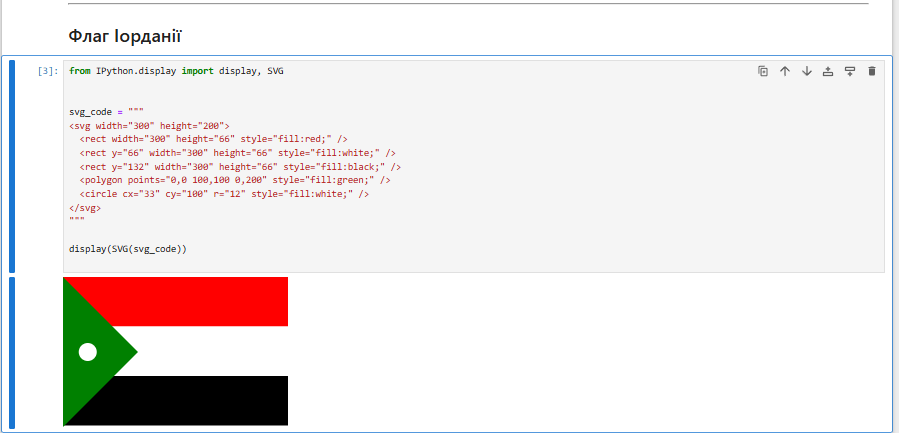 Флаг Іорданії
[3]: from IPython.display import display, SVG
svg_code = """
<svg width="300" height="200">
  <rect width="300" height="66" style="fill:red;" />
  <rect y="66" width="300" height="66" style="fill:white;" />
  <rect y="132" width="300" height="66" style="fill:black;" />
  <polygon points="0,0 100,100 0,200" style="fill:green;" />
  <circle cx="33" cy="100" r="12" style="fill:white;" />
</svg>
"""
display(SVG(svg_code))